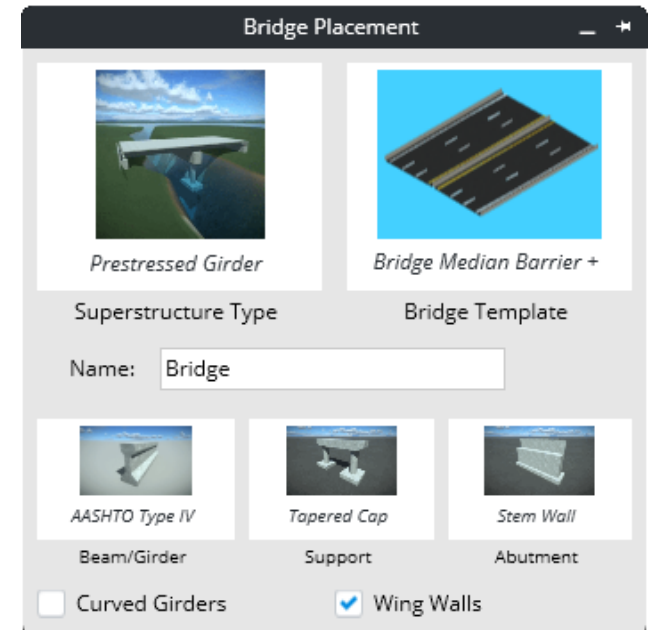 Bridge Placement
Prestressed Girder
Bridge Median Barrier +
Superstructure Type
Bridge Template
Name: Bridge
AASHTO Type IV
Tapered Cap
Stem Wall
Beam/Girder
Support
Abutment
Curved Girders
Wing Walls